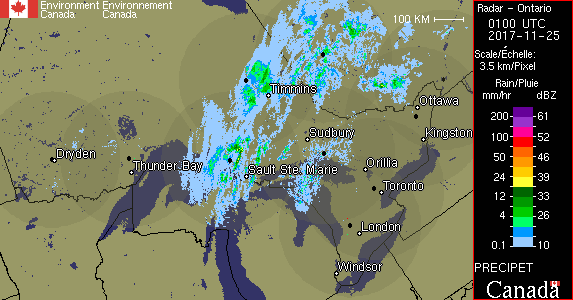 Environment Environnement
Canada Canada
100 KM
Timmins
Ottawa
Sudbury
Kingston
Dryden
Thunder Bay
Sault Ste. Marie
Orillia
Toronto
London
Windsor
Radar - Ontario
0100 UTC
2017-11-25
Scale/Échelle:
3.5 km/Pixel
Rain/Pluie
mm/hr dBZ
200 61
100 56
75 52
50 46
24 39
12 33
4 26
0.1 10
PRECIPET
Canada